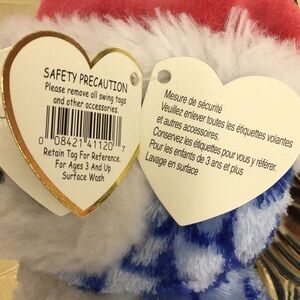 SAFETY PRECAUTION
Please remove all swing tags
and other accessories.
0 08421 41120 7
Retain Tag For Reference.
For Ages 3 And Up
Surface Wash
Mesure de sécurité
Veuillez enlever toutes les étiquettes volantes
et autres accessoires.
Conservez les étiquettes pour vous y référer.
Pour les enfants de 3 ans et plus
Lavage en surface